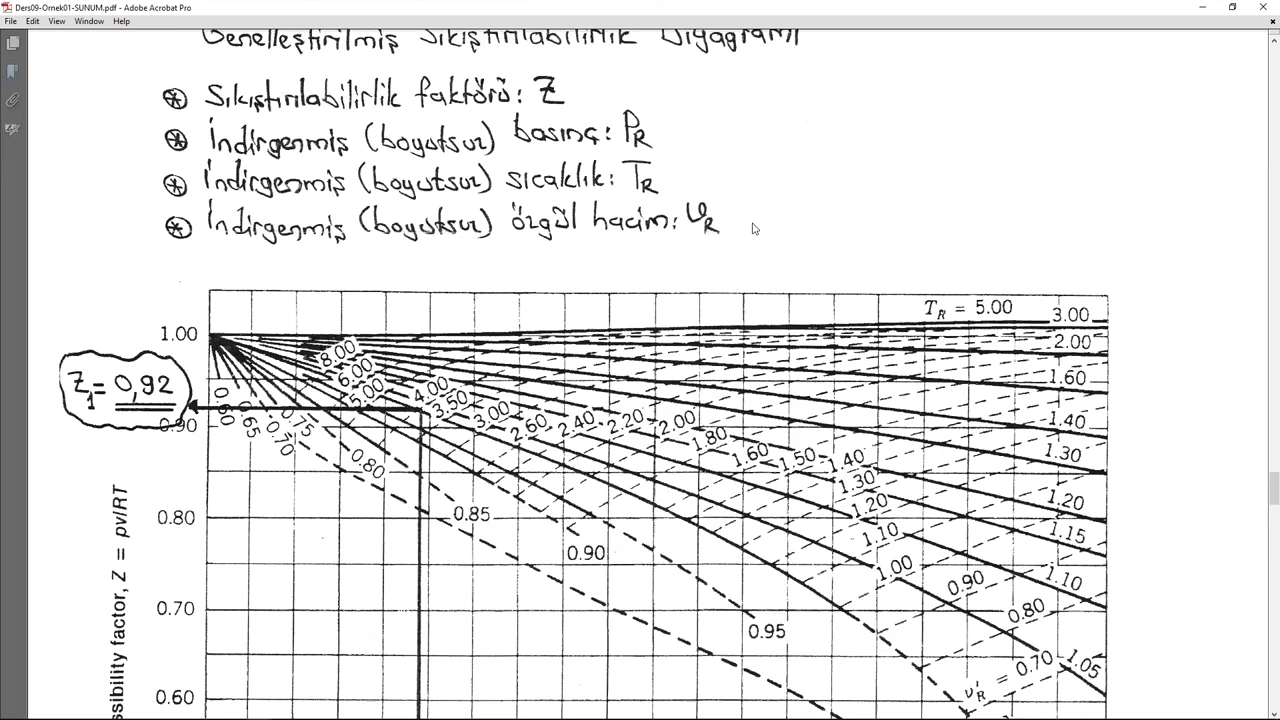 Ders09-Ornek01-SUNUM.pdf - Adobe Acrobat Pro
File Edit View Window Help
Genelleştirilmiş Sıkıştırılabilirlik Diyagramı
Sıkıştırılabilirlik faktörü: Z
İndirgenmiş (boyutsuz) basınç: PR
İndirgenmiş (boyutsuz) sıcaklık: TR
İndirgenmiş (boyutsuz) özgül hacim: υR
TR = 5.00
3.00
1.00
2.00
8.00
6.00
1.60
Z1 = 0,92
5.00 4.00
3.50
0.60 0.65 0.70 0.75
3.00 2.60 2.40 2.20 2.00
1.40
0.90
1.80 1.60 1.50 1.40
1.30
0.80
1.30
1.20
1.20
0.85
0.80
1.10
1.15
0.90
1.00
0.90
1.10
0.70
0.80
0.95
v'R = 0.70
1.05
0.60
ssibility factor, Z = pv/RT